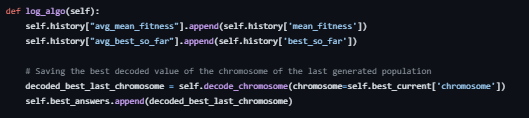 def log_algo(self):
    self.history["avg_mean_fitness"].append(self.history['mean_fitness'])
    self.history["avg_best_so_far"].append(self.history['best_so_far'])
    # Saving the best decoded value of the chromosome of the last generated population
    decoded_best_last_chromosome = self.decode_chromosome(chromosome=self.best_current['chromosome'])
    self.best_answers.append(decoded_best_last_chromosome)